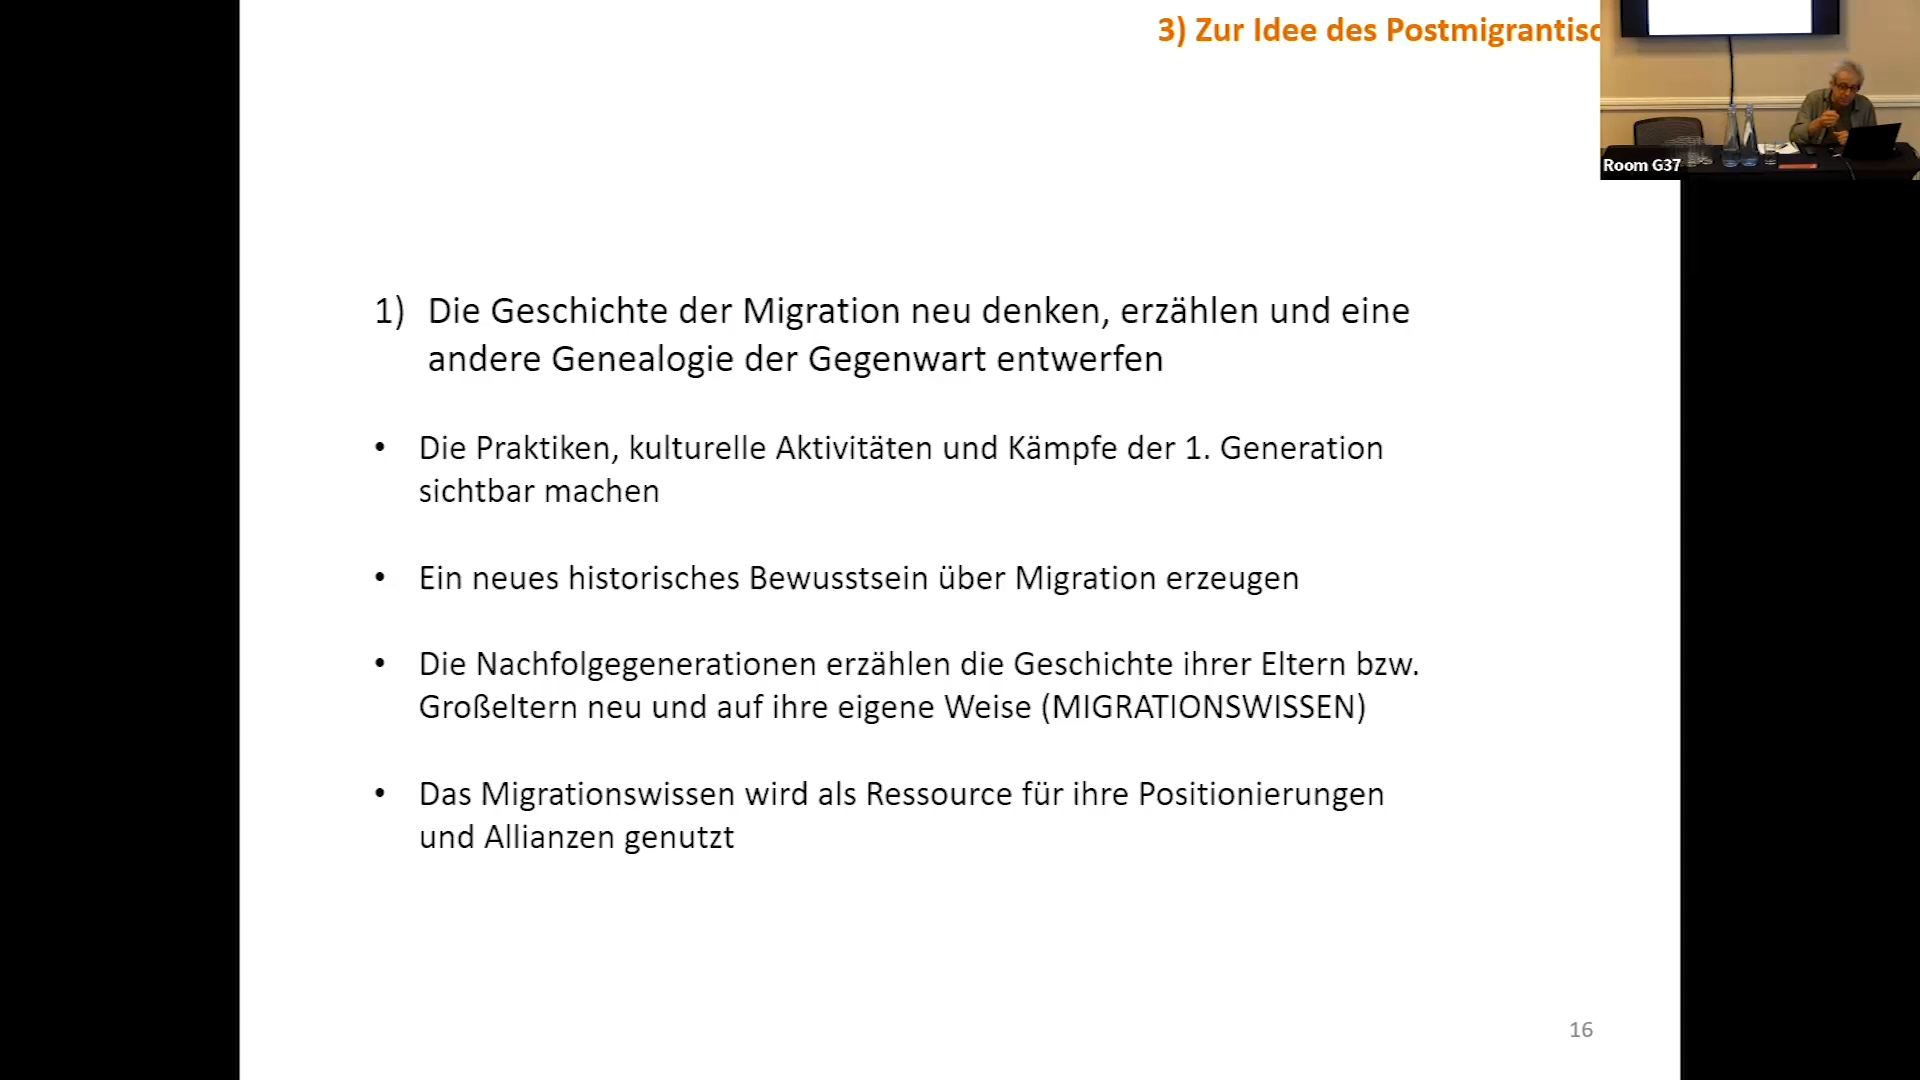 3) Zur Idee des Postmigrantisc
Room G37
1) Die Geschichte der Migration neu denken, erzählen und eine
andere Genealogie der Gegenwart entwerfen
• Die Praktiken, kulturelle Aktivitäten und Kämpfe der 1. Generation
sichtbar machen
• Ein neues historisches Bewusstsein über Migration erzeugen
• Die Nachfolgegenerationen erzählen die Geschichte ihrer Eltern bzw.
Großeltern neu und auf ihre eigene Weise (MIGRATIONSWISSEN)
• Das Migrationswissen wird als Ressource für ihre Positionierungen
und Allianzen genutzt
16